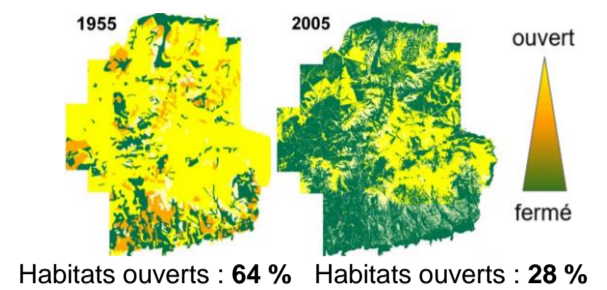 1955
2005
ouvert
fermé
Habitats ouverts : 64 %
Habitats ouverts : 28 %